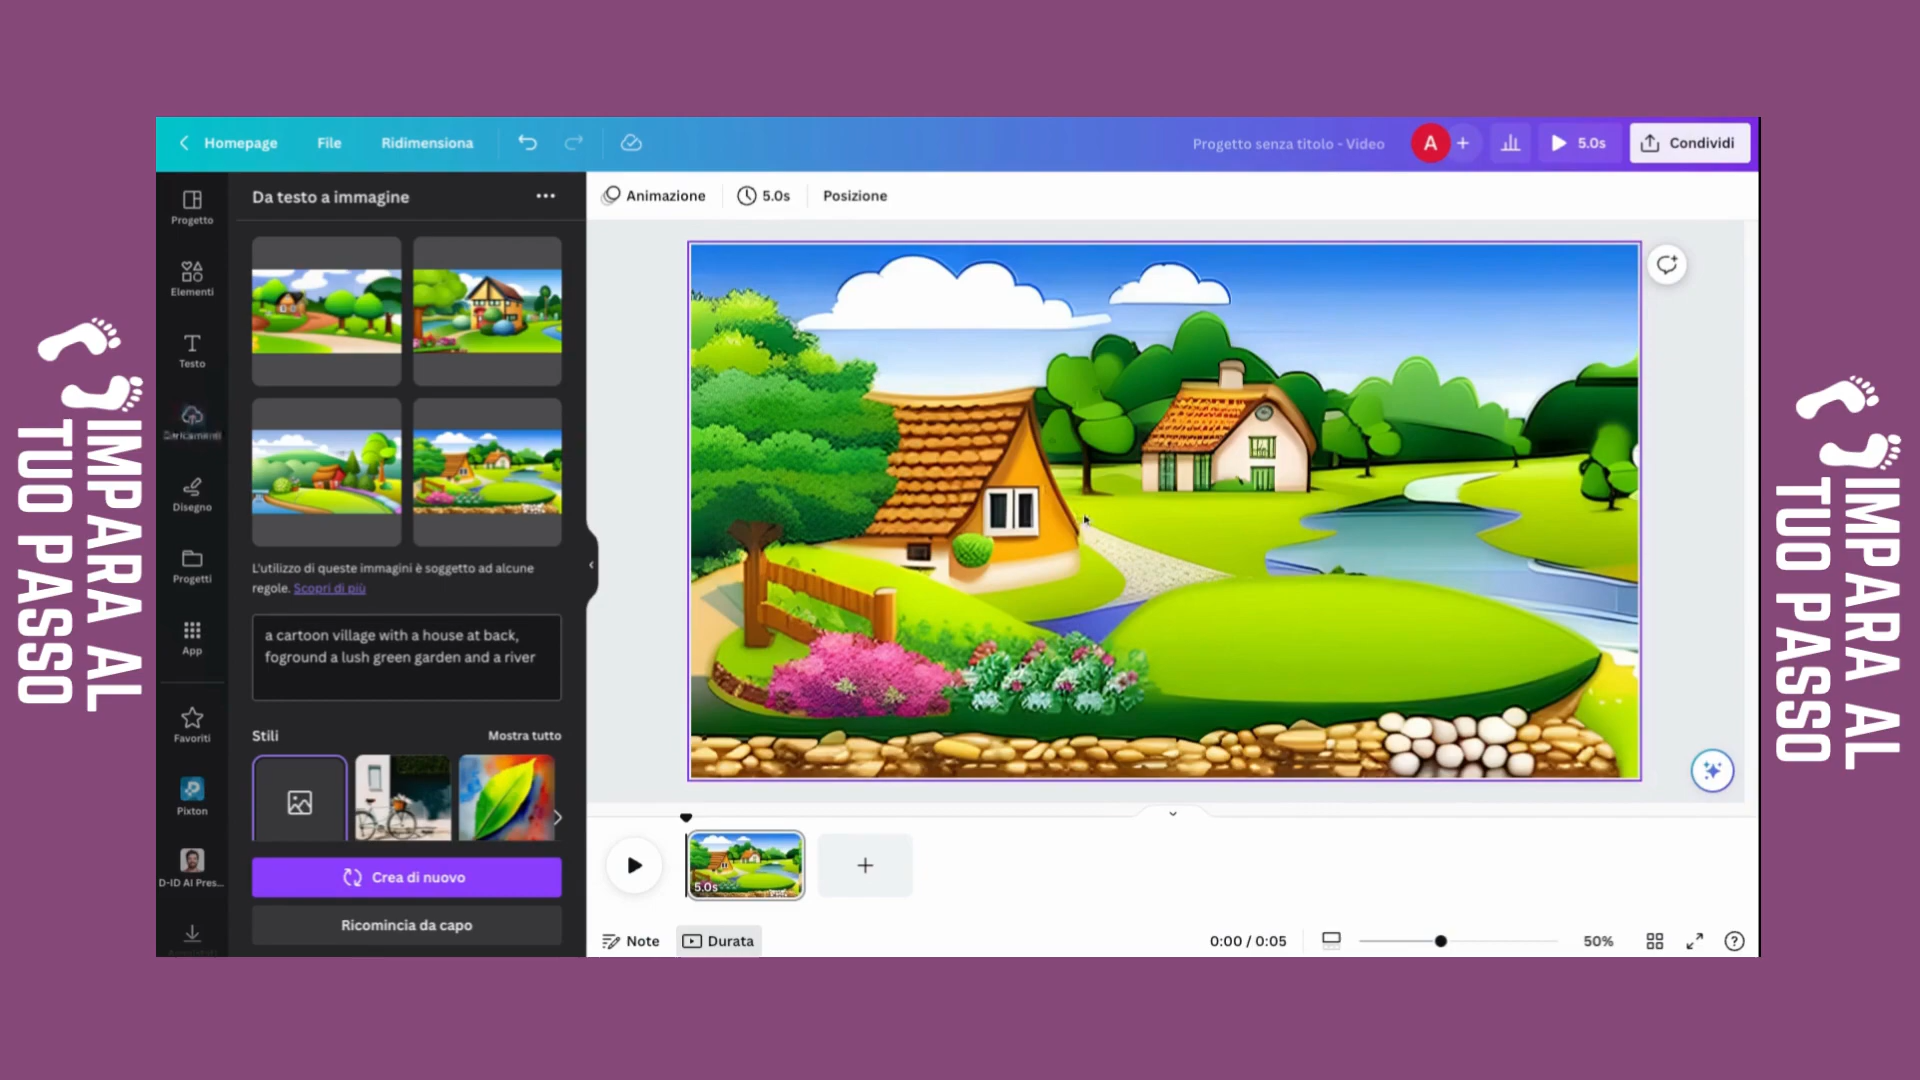 IMPARA AL
TUO PASSO
Homepage
File
Ridimensiona
Progetto senza titolo - Video
A
5.0s
Condividi
Progetto
Elementi
Testo
Disegno
Progetti
App
Favoriti
Pixton
D-ID AI Pres...
Da testo a immagine
L'utilizzo di queste immagini è soggetto ad alcune
regole. Scopri di più
a cartoon village with a house at back,
foground a lush green garden and a river
Stili
Mostra tutto
Crea di nuovo
Ricomincia da capo
Animazione
5.0s
Posizione
5.0s
Note
Durata
0:00 / 0:05
50%
IMPARA AL
TUO PASSO